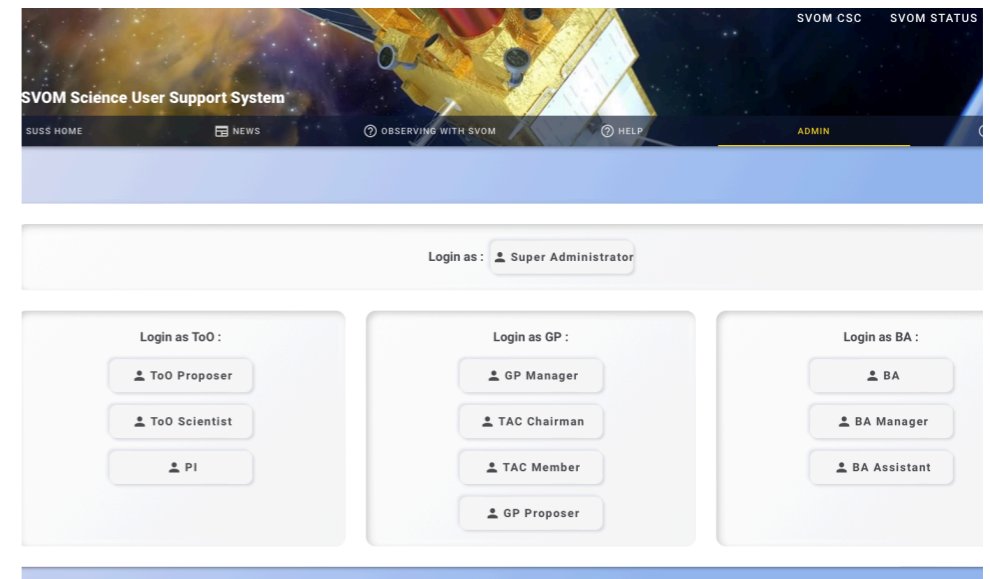 SVOM CSC SVOM STATUS
SVOM Science User Support System
SUSS HOME NEWS OBSERVING WITH SVOM HELP ADMIN
Login as : Super Administrator
Login as ToO : Login as GP : Login as BA :
ToO Proposer GP Manager BA
ToO Scientist TAC Chairman BA Manager
PI TAC Member BA Assistant
GP Proposer